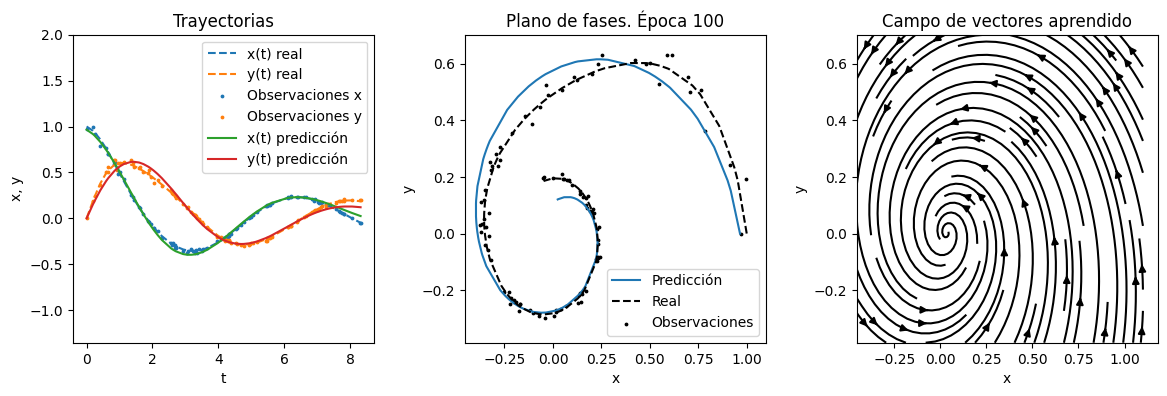 Trayectorias
2.0
1.5
1.0
0.5
0.0
−0.5
−1.0
x, y
0
2
4
6
8
t
x(t) real
y(t) real
Observaciones x
Observaciones y
x(t) predicción
y(t) predicción
Plano de fases. Época 100
0.6
0.4
0.2
0.0
−0.2
y
−0.25
0.00
0.25
0.50
0.75
1.00
x
Predicción
Real
Observaciones
Campo de vectores aprendido
0.6
0.4
0.2
0.0
−0.2
y
−0.25
0.00
0.25
0.50
0.75
1.00
x